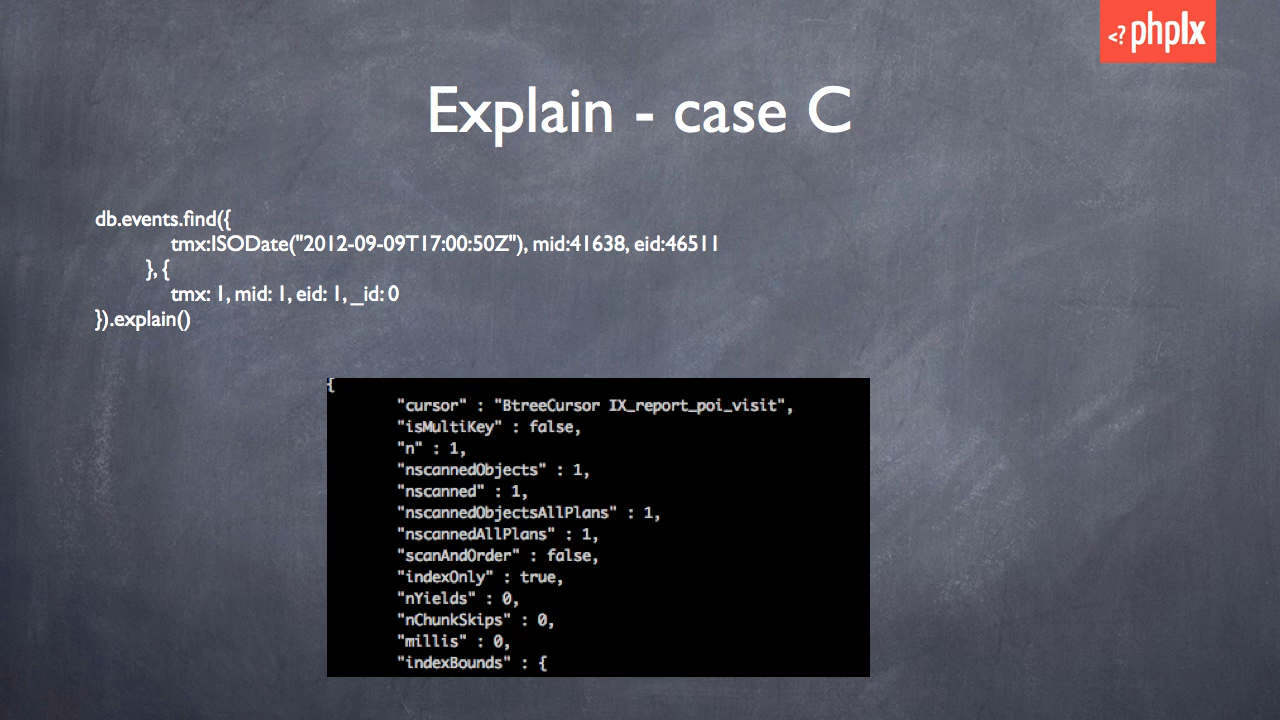 <? phplx
Explain - case C
db.events.find({
tmx:ISODate("2012-09-09T17:00:50Z"), mid:41638, eid:46511
}, {
tmx: 1, mid: 1, eid: 1, _id: 0
}).explain()
{
"cursor" : "BtreeCursor IX_report_poi_visit",
"isMultiKey" : false,
"n" : 1,
"nscannedObjects" : 1,
"nscanned" : 1,
"nscannedObjectsAllPlans" : 1,
"nscannedAllPlans" : 1,
"scanAndOrder" : false,
"indexOnly" : true,
"nYields" : 0,
"nChunkSkips" : 0,
"millis" : 0,
"indexBounds" : {